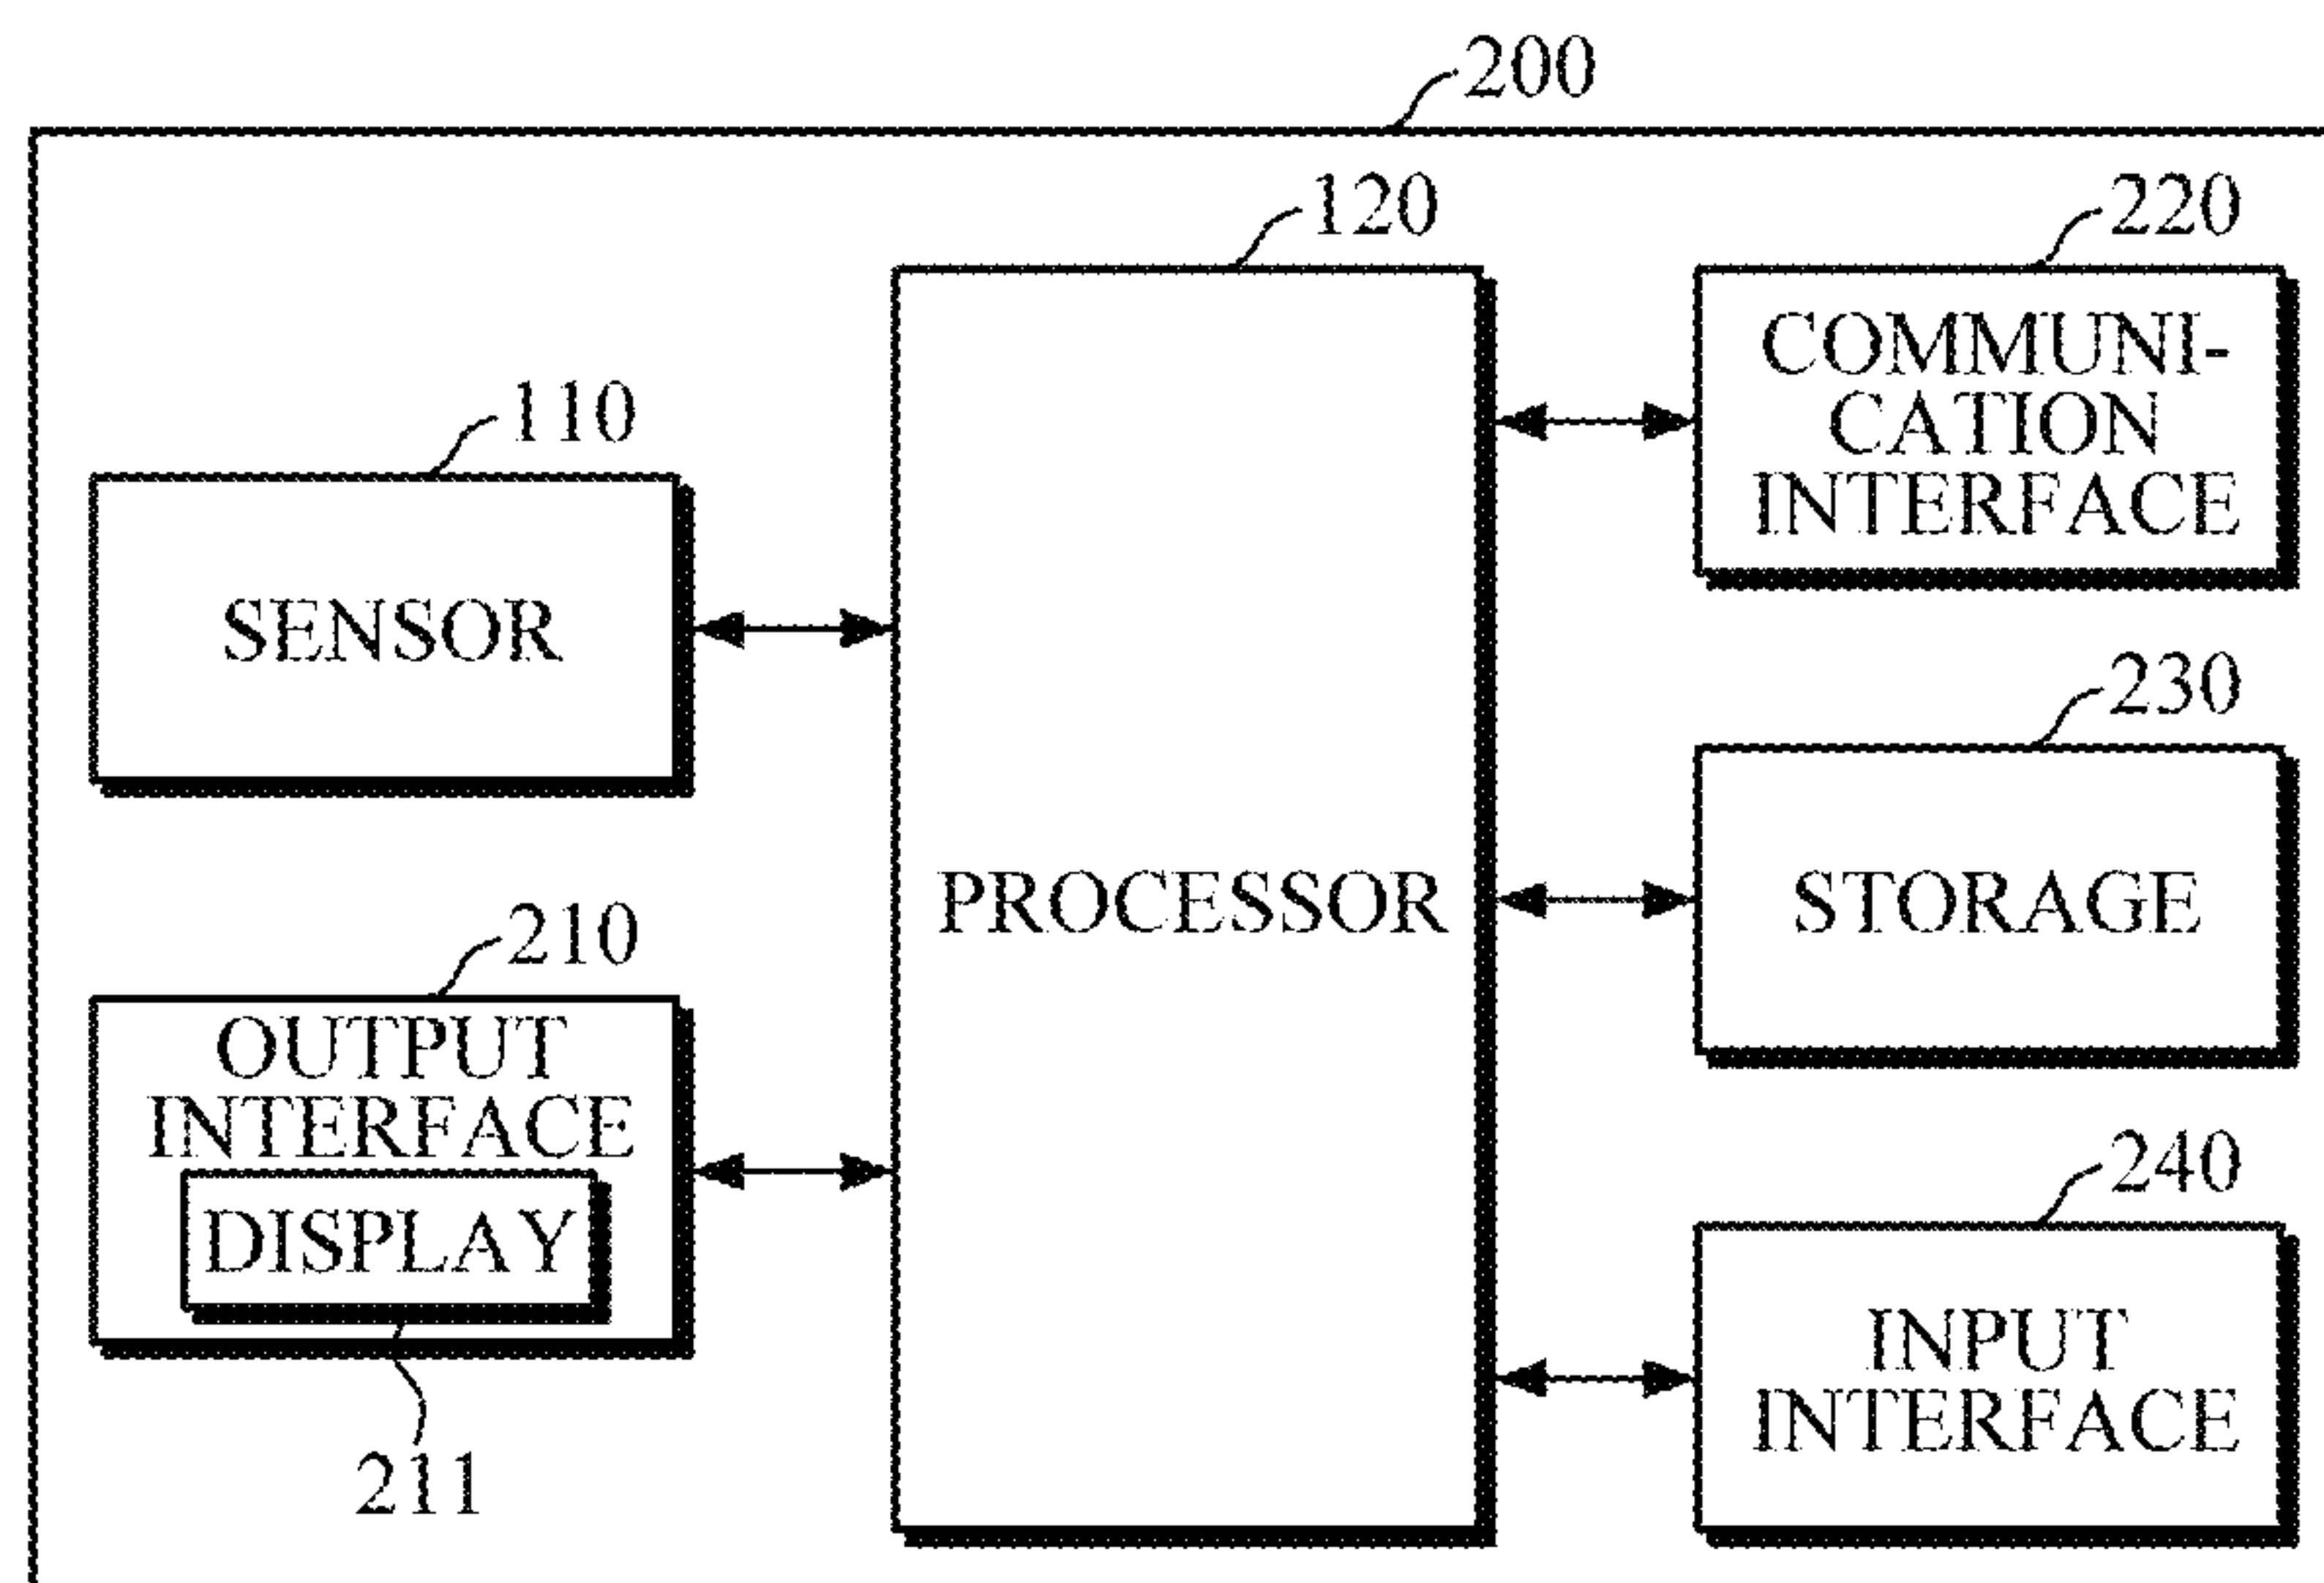 200
120
220
COMMUNI-
CATION
INTERFACE
110
SENSOR
230
STORAGE
PROCESSOR
210
OUTPUT
INTERFACE
DISPLAY
211
240
INPUT
INTERFACE